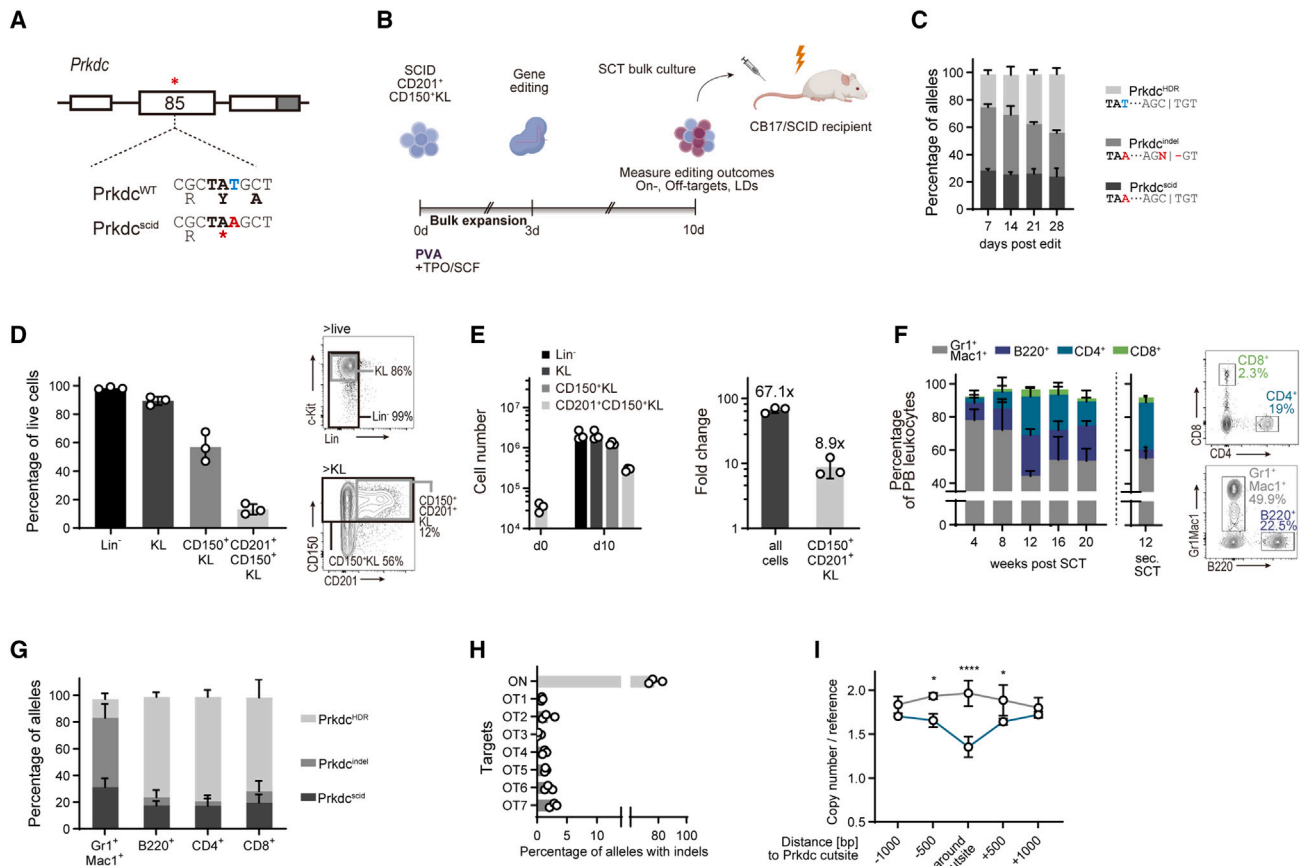 A
Prkdc
*
85
Prkdc^WT
CGCTATGCT
R Y A
Prkdc^scid
CGCTAAGCT
R *
B
SCID
CD201⁺
CD150⁺KL
Gene
editing
SCT bulk culture
CB17/SCID recipient
Measure editing outcomes
On-, Off-targets, LDs
Bulk expansion
0d 3d 10d
PVA
+TPO/SCF
C
Percentage of alleles
100
80
60
40
20
0
7 14 21 28
days post edit
Prkdc^HDR
TAT···AGC|TGT
Prkdc^indel
TAA···AGN|-GT
Prkdc^scid
TAA···AGC|TGT
D
Percentage of live cells
100
80
60
40
20
0
Lin⁻ KL CD150⁺ KL CD201⁺ CD150⁺ KL
>live
KL 86%
Lin⁻ 99%
c-Kit
Lin
>KL
CD150⁺
CD201⁺
KL
12%
CD150⁺KL 56%
CD150
CD201
E
Lin⁻
KL
CD150⁺KL
CD201⁺CD150⁺KL
Cell number
10⁷
10⁶
10⁵
10⁴
d0 d10
Fold change
67.1x
8.9x
100
10
1
all
cells
CD150⁺
CD201⁺
KL
F
Gr1⁺
Mac1⁺
B220⁺ CD4⁺ CD8⁺
Percentage
of PB leukocytes
100
80
60
40
0
4 8 12 16 20 12
weeks post SCT
sec.
SCT
CD8⁺
2.3%
CD4⁺
19%
CD8
CD4
Gr1⁺
Mac1⁺
49.9%
B220⁺
22.5%
Gr1Mac1
B220
G
Percentage of alleles
100
80
60
40
20
0
Gr1⁺
Mac1⁺
B220⁺ CD4⁺ CD8⁺
Prkdc^HDR
Prkdc^indel
Prkdc^scid
H
Targets
ON
OT1
OT2
OT3
OT4
OT5
OT6
OT7
0 5 10 80 100
Percentage of alleles with indels
I
* **** *
Copy number / reference
2.0
1.8
1.5
Distance [bp]
to Prkdc cutsite
-1000
-500
around
+500
+1000